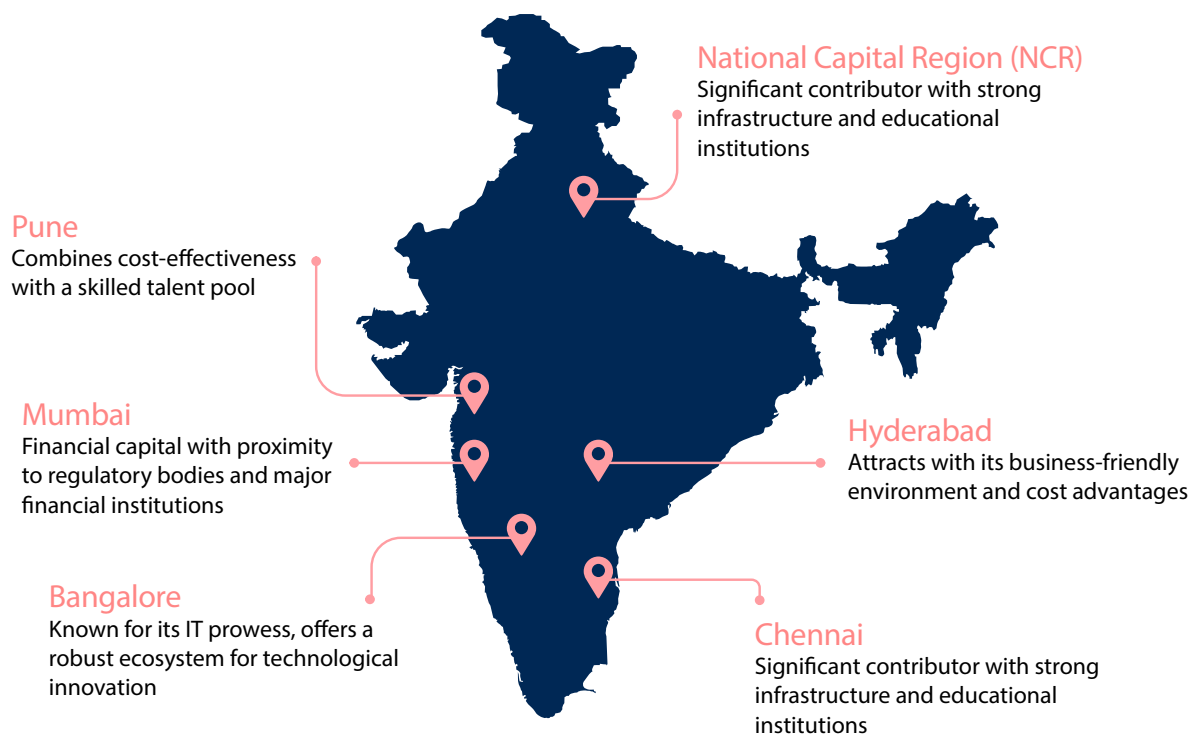 National Capital Region (NCR)
Significant contributor with strong
infrastructure and educational
institutions
Pune
Combines cost-effectiveness
with a skilled talent pool
Mumbai
Financial capital with proximity
to regulatory bodies and major
financial institutions
Hyderabad
Attracts with its business-friendly
environment and cost advantages
Bangalore
Known for its IT prowess, offers a
robust ecosystem for technological
innovation
Chennai
Significant contributor with strong
infrastructure and educational
institutions